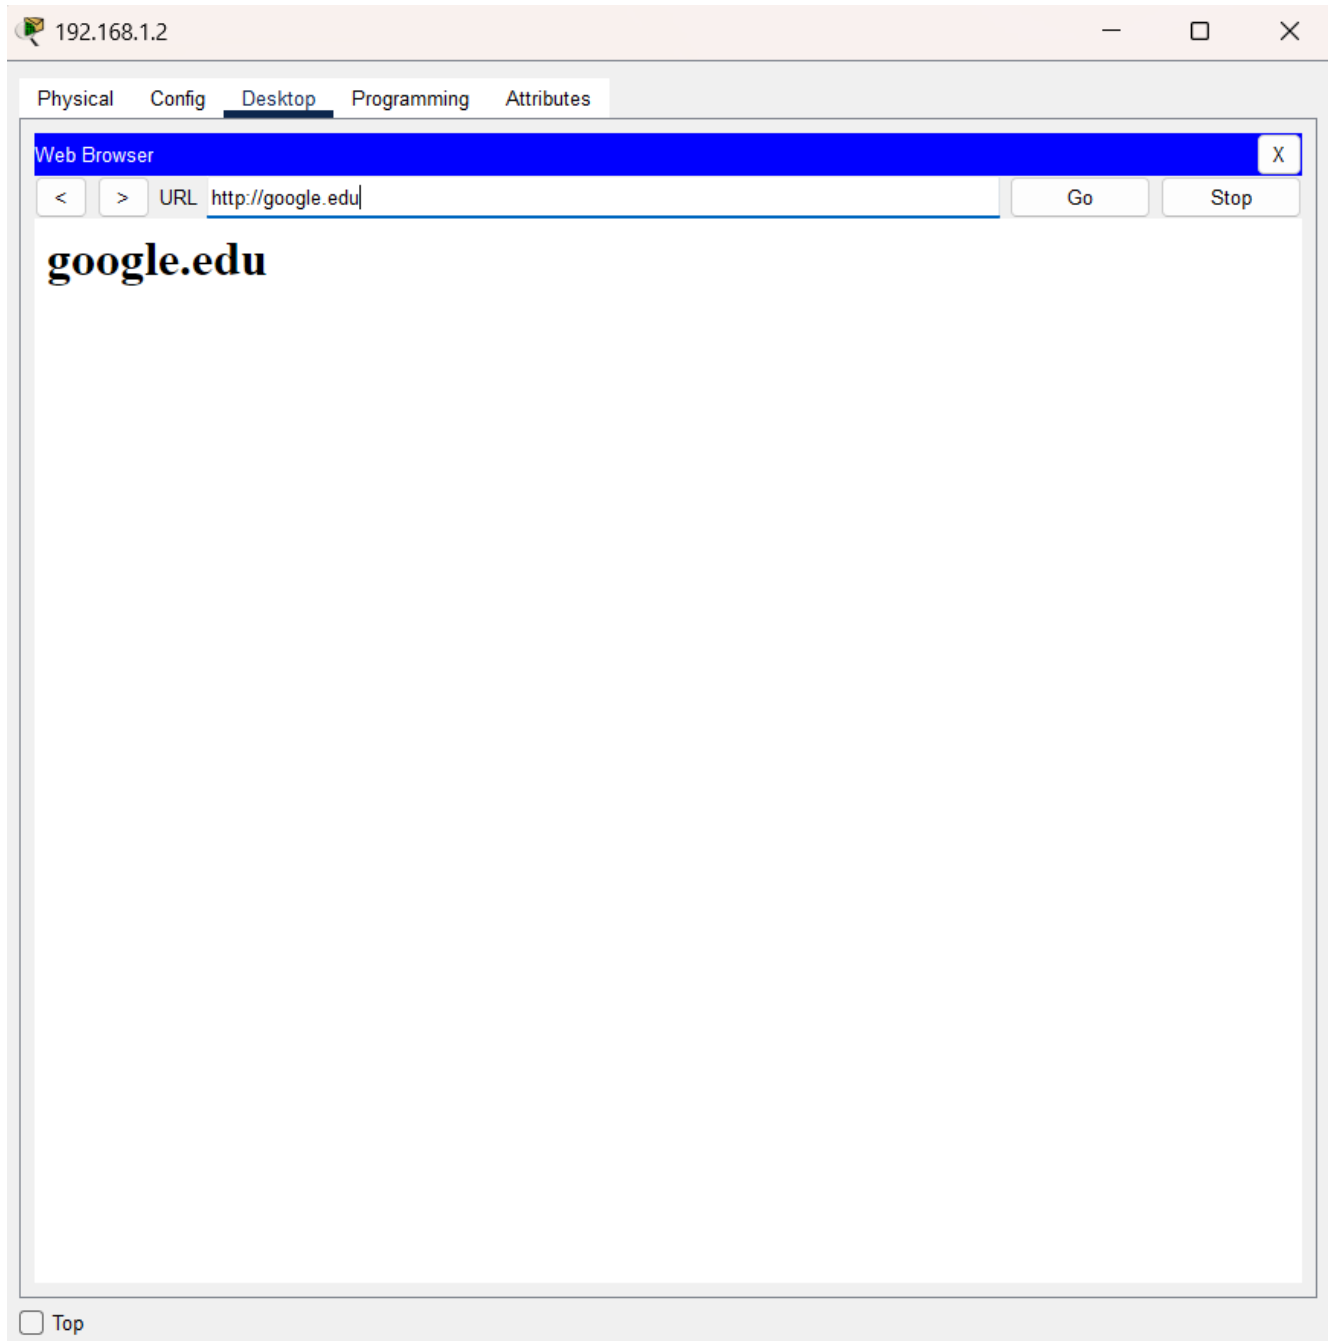 192.168.1.2
Physical Config Desktop Programming Attributes
Web Browser X
< > URL http://google.edu Go Stop
google.edu
Top